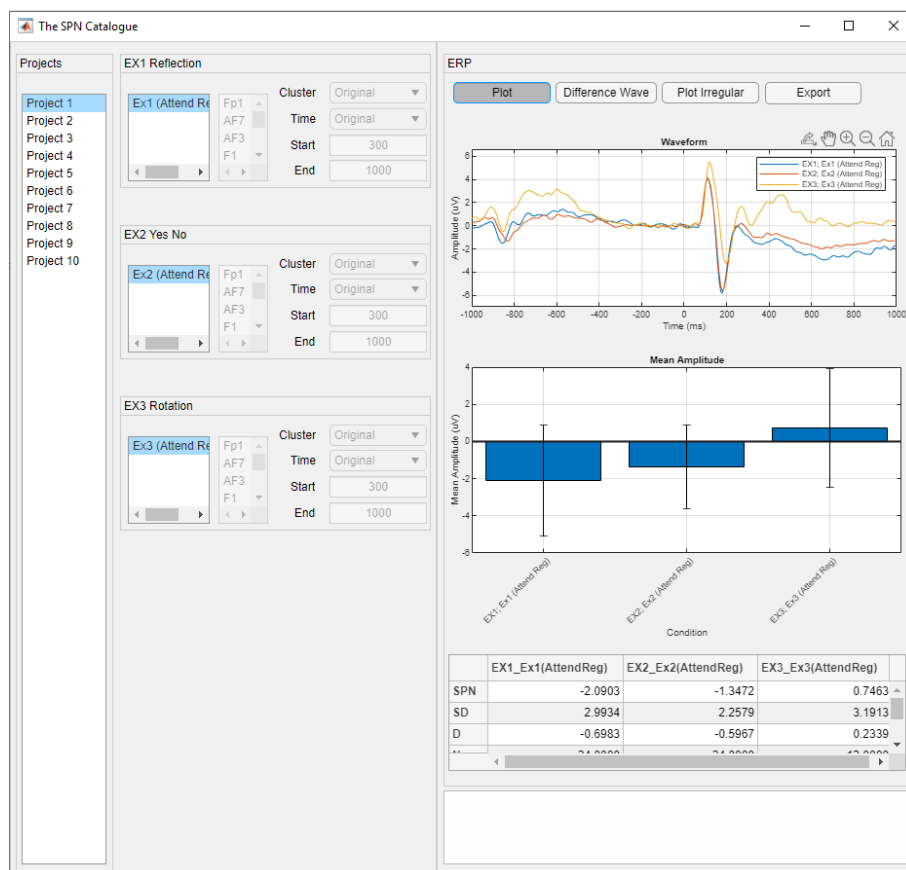 The SPN Catalogue
Projects
Project 1
Project 2
Project 3
Project 4
Project 5
Project 6
Project 7
Project 8
Project 9
Project 10
EX1 Reflection
Ex1 (Attend Re
Fp1
AF7
AF3
F1
Cluster Original
Time Original
Start 300
End 1000
EX2 Yes No
Ex2 (Attend Re
Fp1
AF7
AF3
F1
Cluster Original
Time Original
Start 300
End 1000
EX3 Rotation
Ex3 (Attend Re
Fp1
AF7
AF3
F1
Cluster Original
Time Original
Start 300
End 1000
ERP
Plot Difference Wave Plot Irregular Export
Waveform
EX1; Ex1 (Attend Reg)
EX2; Ex2 (Attend Reg)
EX3; Ex3 (Attend Reg)
Amplitude (uV)
6
4
2
0
-2
-4
-6
-1000 -800 -600 -400 -200 0 200 400 600 800 1000
Time (ms)
Mean Amplitude
Mean Amplitude (uV)
4
2
0
-2
-4
-6
EX1; Ex1 (Attend Reg)
EX2; Ex2 (Attend Reg)
EX3; Ex3 (Attend Reg)
Condition
EX1_Ex1(AttendReg) EX2_Ex2(AttendReg) EX3_Ex3(AttendReg)
SPN -2.0903 -1.3472 0.7463
SD 2.9934 2.2579 3.1913
D -0.6983 -0.5967 0.2339